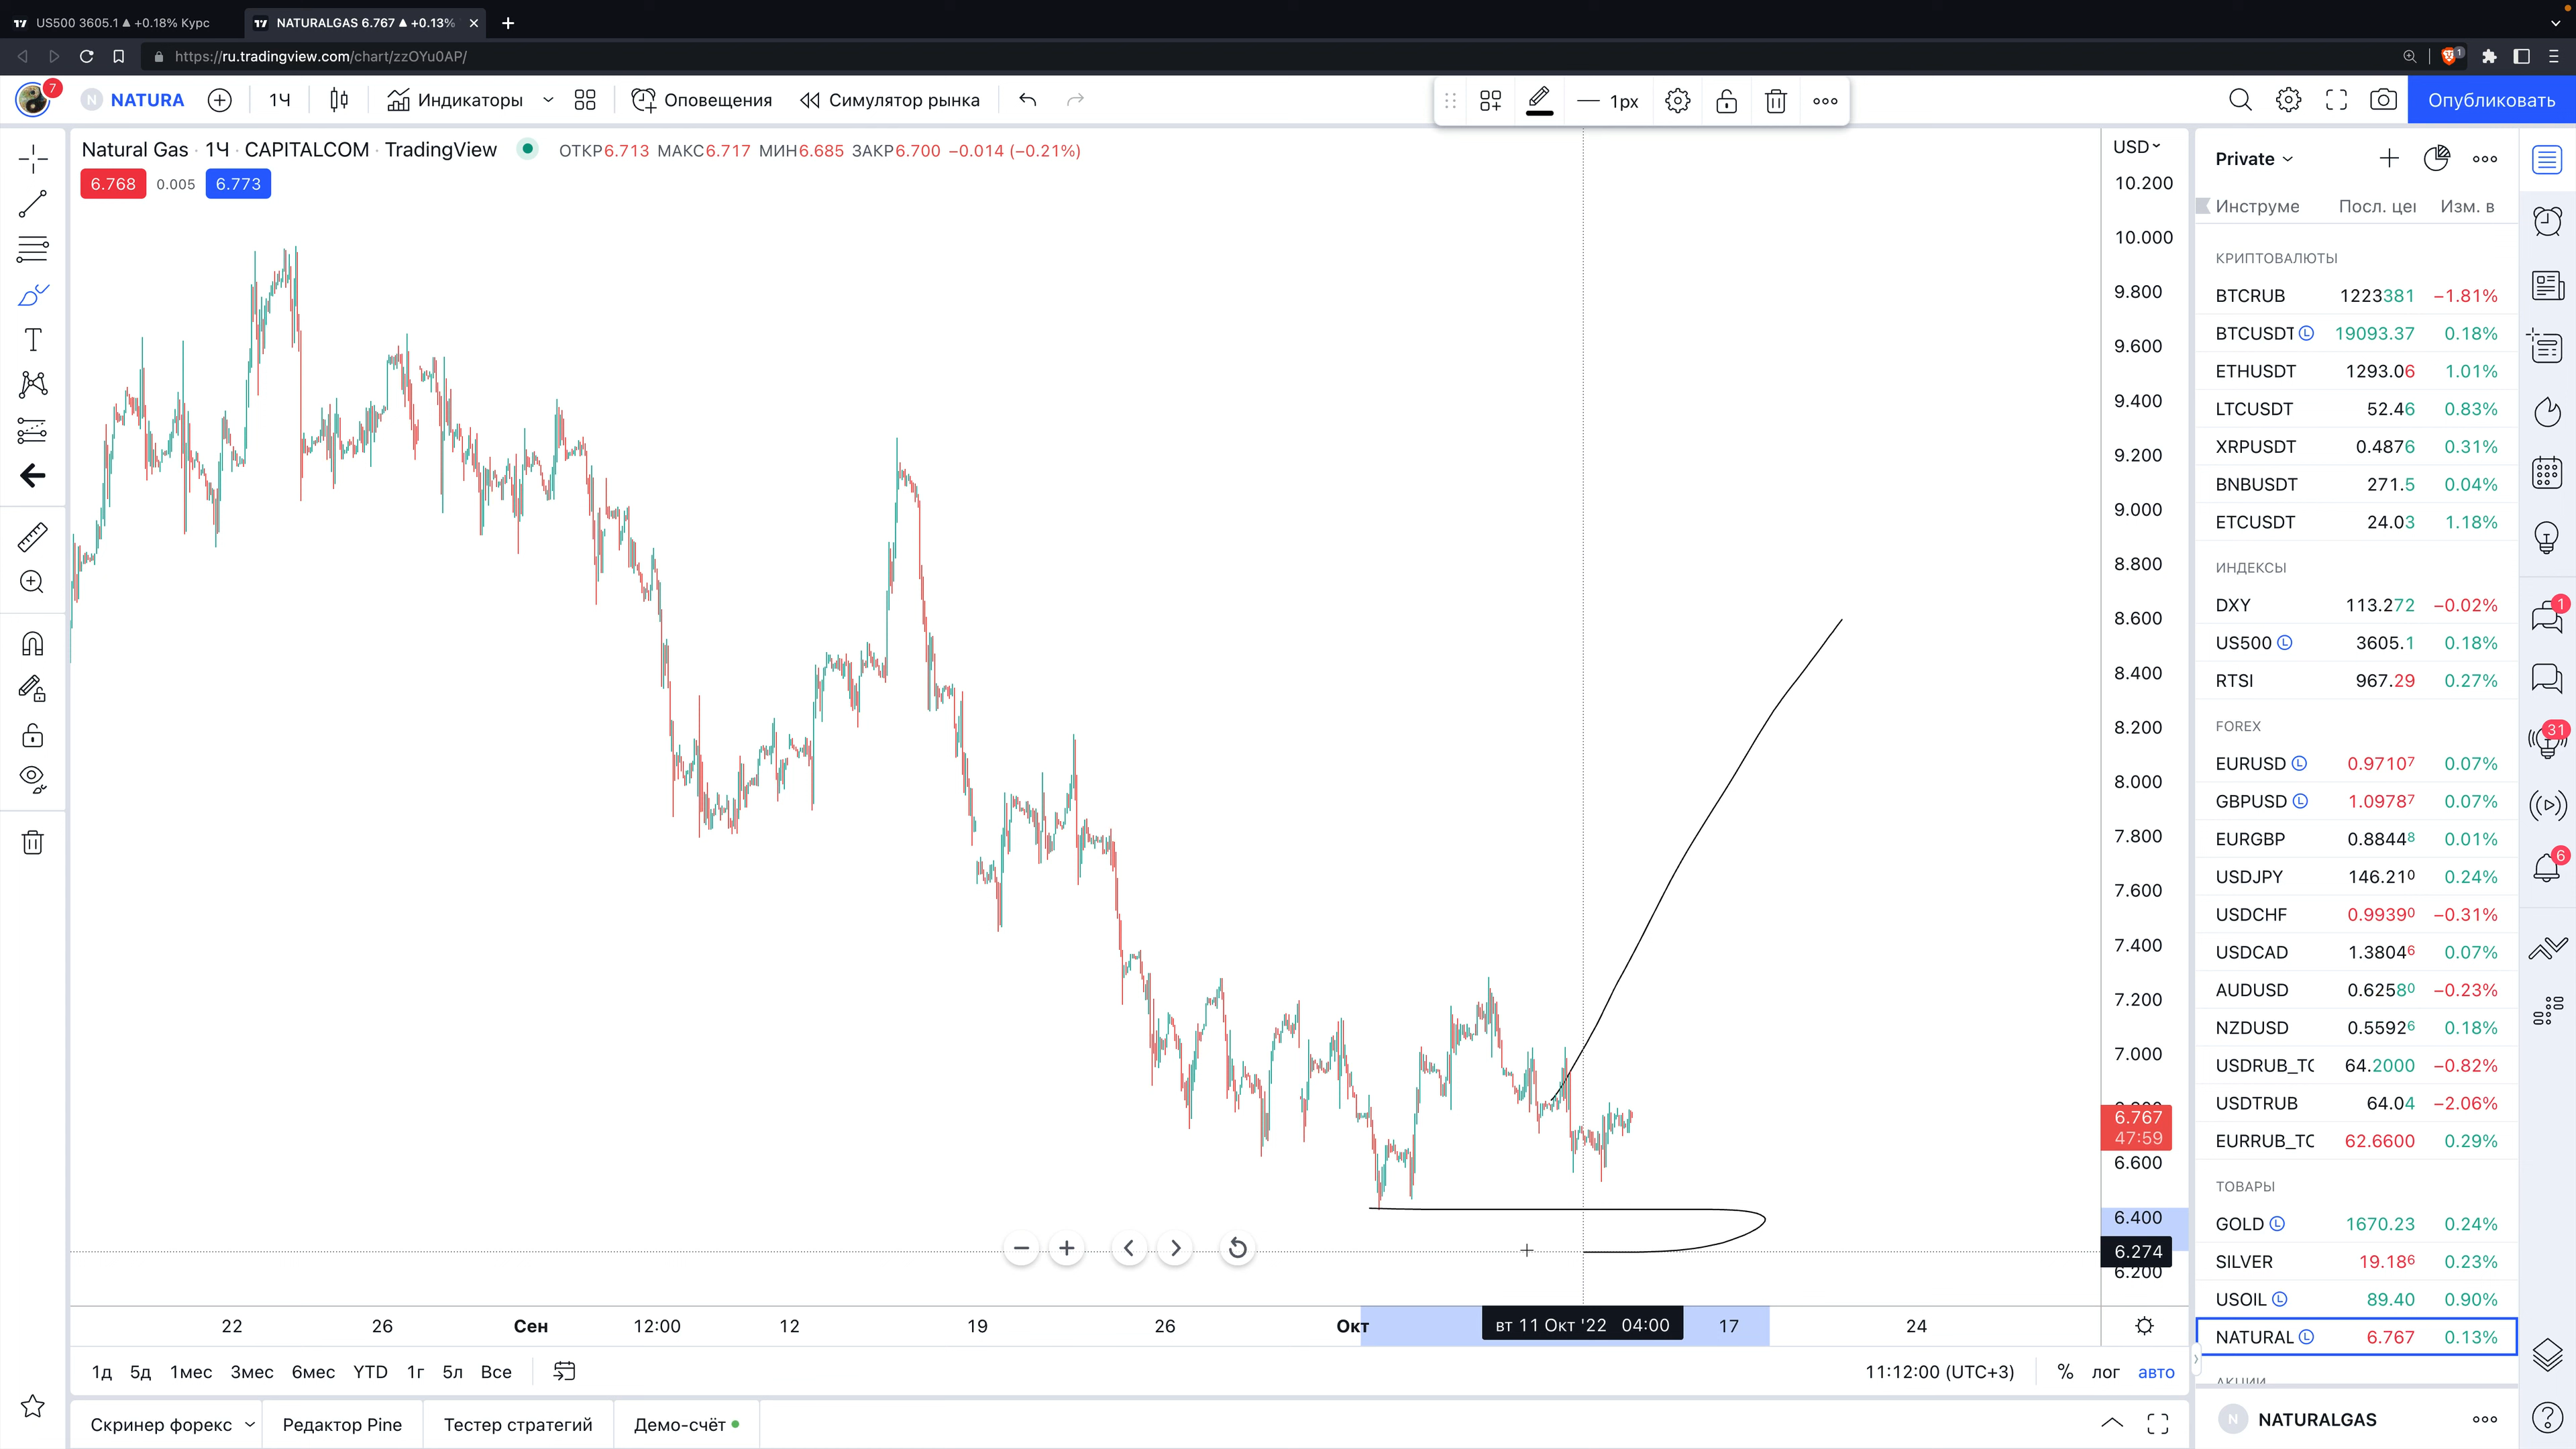 US500 3605.1 ▲ +0.18% Курс
NATURALGAS 6.767 ▲ +0.13%
https://ru.tradingview.com/chart/zzOYu0AP/
1
7
N NATURA
1Ч
Индикаторы
Оповещения
Симулятор рынка
1px
Опубликовать
Natural Gas · 1Ч · CAPITALCOM · TradingView
ОТКР6.713 МАКС6.717 МИН6.685 ЗАКР6.700 −0.014 (−0.21%)
6.768 0.005 6.773
USD
10.200
10.000
9.800
9.600
9.400
9.200
9.000
8.800
8.600
8.400
8.200
8.000
7.800
7.600
7.400
7.200
7.000
6.767
47:59
6.600
6.400
6.274
6.200
22 26 Сен 12:00 12 19 26 Окт вт 11 Окт '22 04:00 17 24
1д 5д 1мес 3мес 6мес YTD 1г 5л Все
11:12:00 (UTC+3) % лог авто
Скринер форекс
Редактор Pine
Тестер стратегий
Демо-счёт
Private
Инструме Посл. цеı Изм. в
КРИПТОВАЛЮТЫ
BTCRUB 1223381 −1.81%
BTCUSDT L 19093.37 0.18%
ETHUSDT 1293.06 1.01%
LTCUSDT 52.46 0.83%
XRPUSDT 0.4876 0.31%
BNBUSDT 271.5 0.04%
ETCUSDT 24.03 1.18%
ИНДЕКСЫ
DXY 113.272 −0.02%
US500 L 3605.1 0.18%
RTSI 967.29 0.27%
FOREX
EURUSD L 0.97107 0.07%
GBPUSD L 1.09787 0.07%
EURGBP 0.88448 0.01%
USDJPY 146.210 0.24%
USDCHF 0.99390 −0.31%
USDCAD 1.38046 0.07%
AUDUSD 0.62580 −0.23%
NZDUSD 0.55926 0.18%
USDRUB_TC 64.2000 −0.82%
USDTRUB 64.04 −2.06%
EURRUB_TC 62.6600 0.29%
ТОВАРЫ
GOLD L 1670.23 0.24%
SILVER 19.186 0.23%
USOIL L 89.40 0.90%
NATURAL L 6.767 0.13%
N NATURALGAS
1
31
6